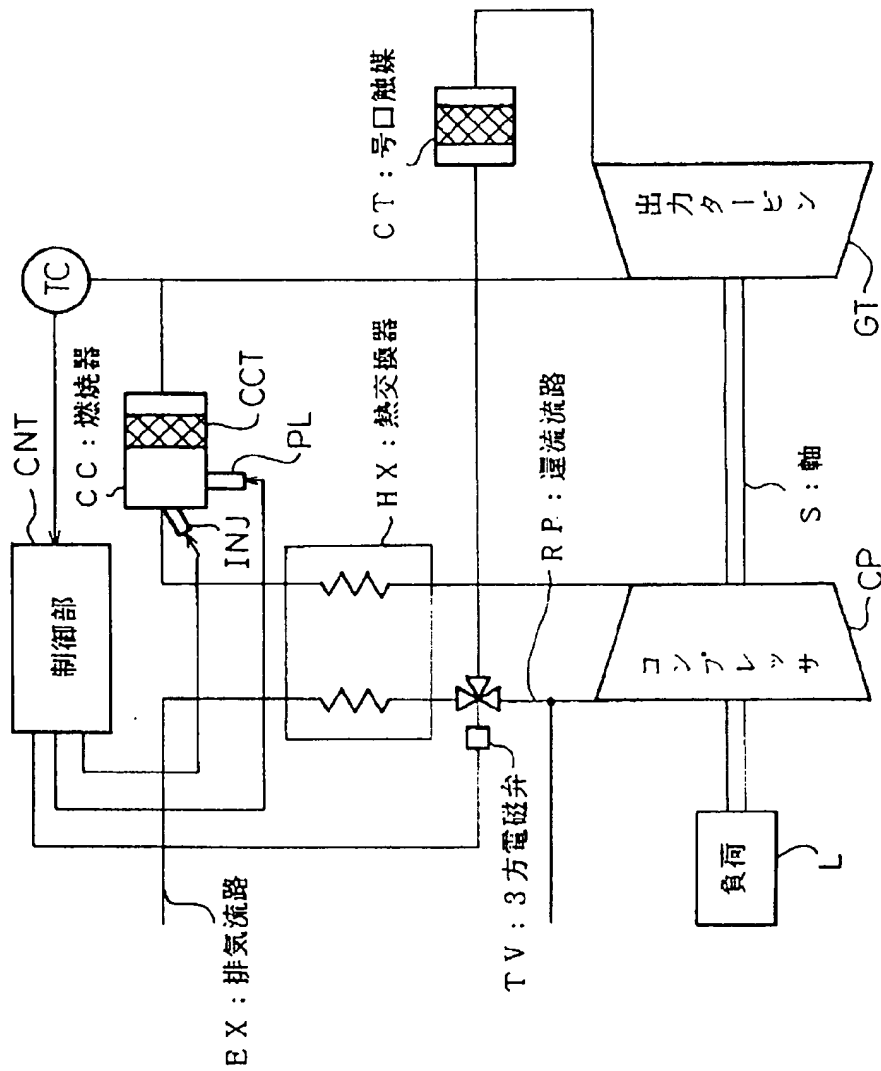 CNT
制御部
TC
CC:燃焼器
CCT
PL
INJ
HX:熱交換器
CT:号口触媒
出力タービン
GT
RP:還流流路
S:軸
コンプレッサ
CP
EX:排気流路
TV:3方電磁弁
負荷
L